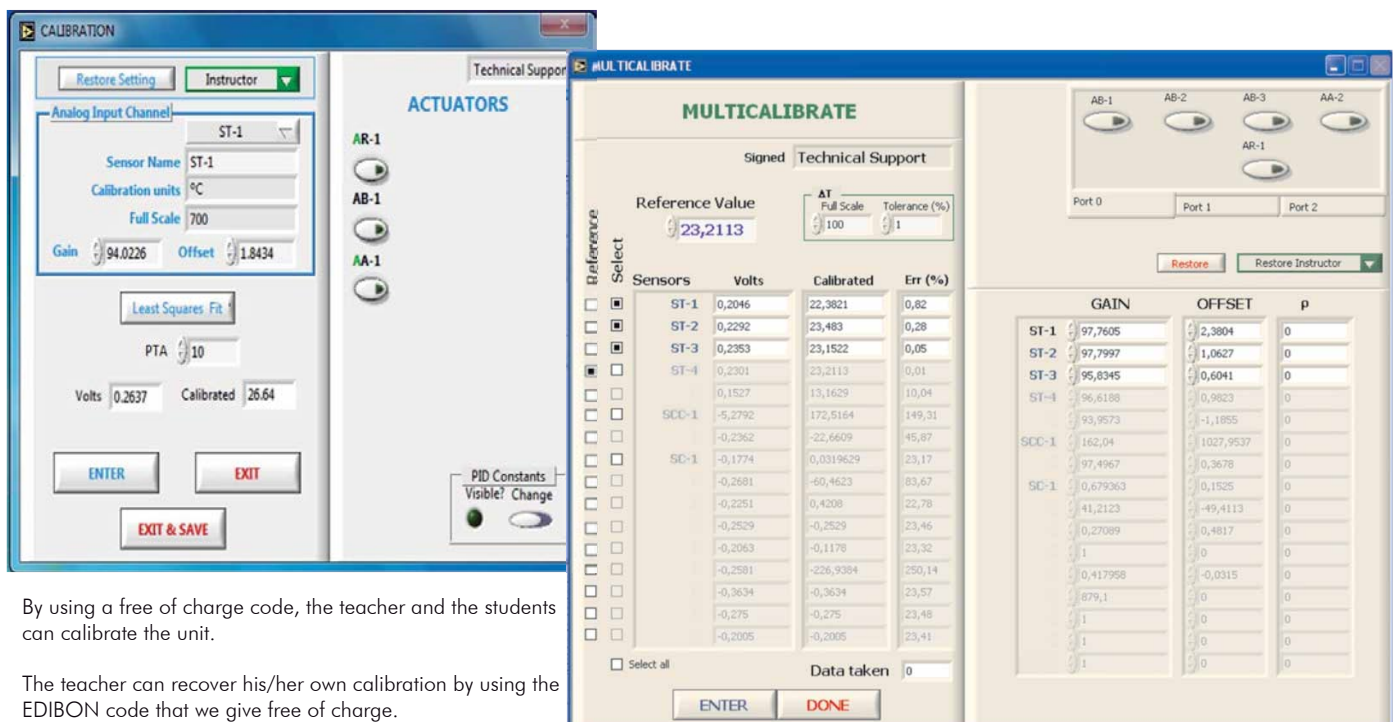 CALIBRATION
Restore Setting Instructor
Analog Input Channel
ST-1
Sensor Name ST-1
Calibration units ºC
Full Scale 700
Gain 94.0226 Offset 1.8434
Least Squares Fit
PTA 10
Volts 0.2637 Calibrated 26.64
ENTER EXIT
EXIT & SAVE
Technical Suppor
ACTUATORS
AR-1
AB-1
AA-1
PID Constants
Visible? Change
By using a free of charge code, the teacher and the students
can calibrate the unit.
The teacher can recover his/her own calibration by using the
EDIBON code that we give free of charge.
MULTICALIBRATE
MULTICALIBRATE
Signed Technical Support
Reference Value
23,2113
ΔT
Full Scale Tolerance (%)
100 1
Reference
Select
Sensors Volts Calibrated Err (%)
ST-1 0,2046 22,3821 0,82
ST-2 0,2292 23,483 0,28
ST-3 0,2353 23,1522 0,05
ST-4 0,2301 23,2113 0,01
0,1527 13,1629 10,04
SCC-1 -5,2792 172,5164 149,31
-0,2362 -22,6609 45,87
SC-1 -0,1774 0,0319629 23,17
-0,2681 -60,4623 83,67
-0,2251 0,4208 22,78
-0,2529 -0,2529 23,46
-0,2063 -0,1178 23,32
-0,2581 -226,9384 250,14
-0,3634 -0,3634 23,57
-0,275 -0,275 23,48
-0,2005 -0,2005 23,41
Select all
Data taken 0
ENTER DONE
AB-1 AB-2 AB-3 AA-2
AR-1
Port 0 Port 1 Port 2
Restore Restore Instructor
GAIN OFFSET ρ
ST-1 97,7605 2,3804 0
ST-2 97,7997 1,0627 0
ST-3 95,8345 0,6041 0
ST-4 96,6188 0,9823 0
93,9573 -1,1855 0
SCC-1 162,04 1027,9537 0
97,4967 0,3678 0
SC-1 0,679363 0,1525 0
41,2123 -49,4113 0
0,27089 0,4817 0
1 0 0
0,417958 -0,0315 0
879,1 0 0
1 0 0
1 0 0
1 0 0